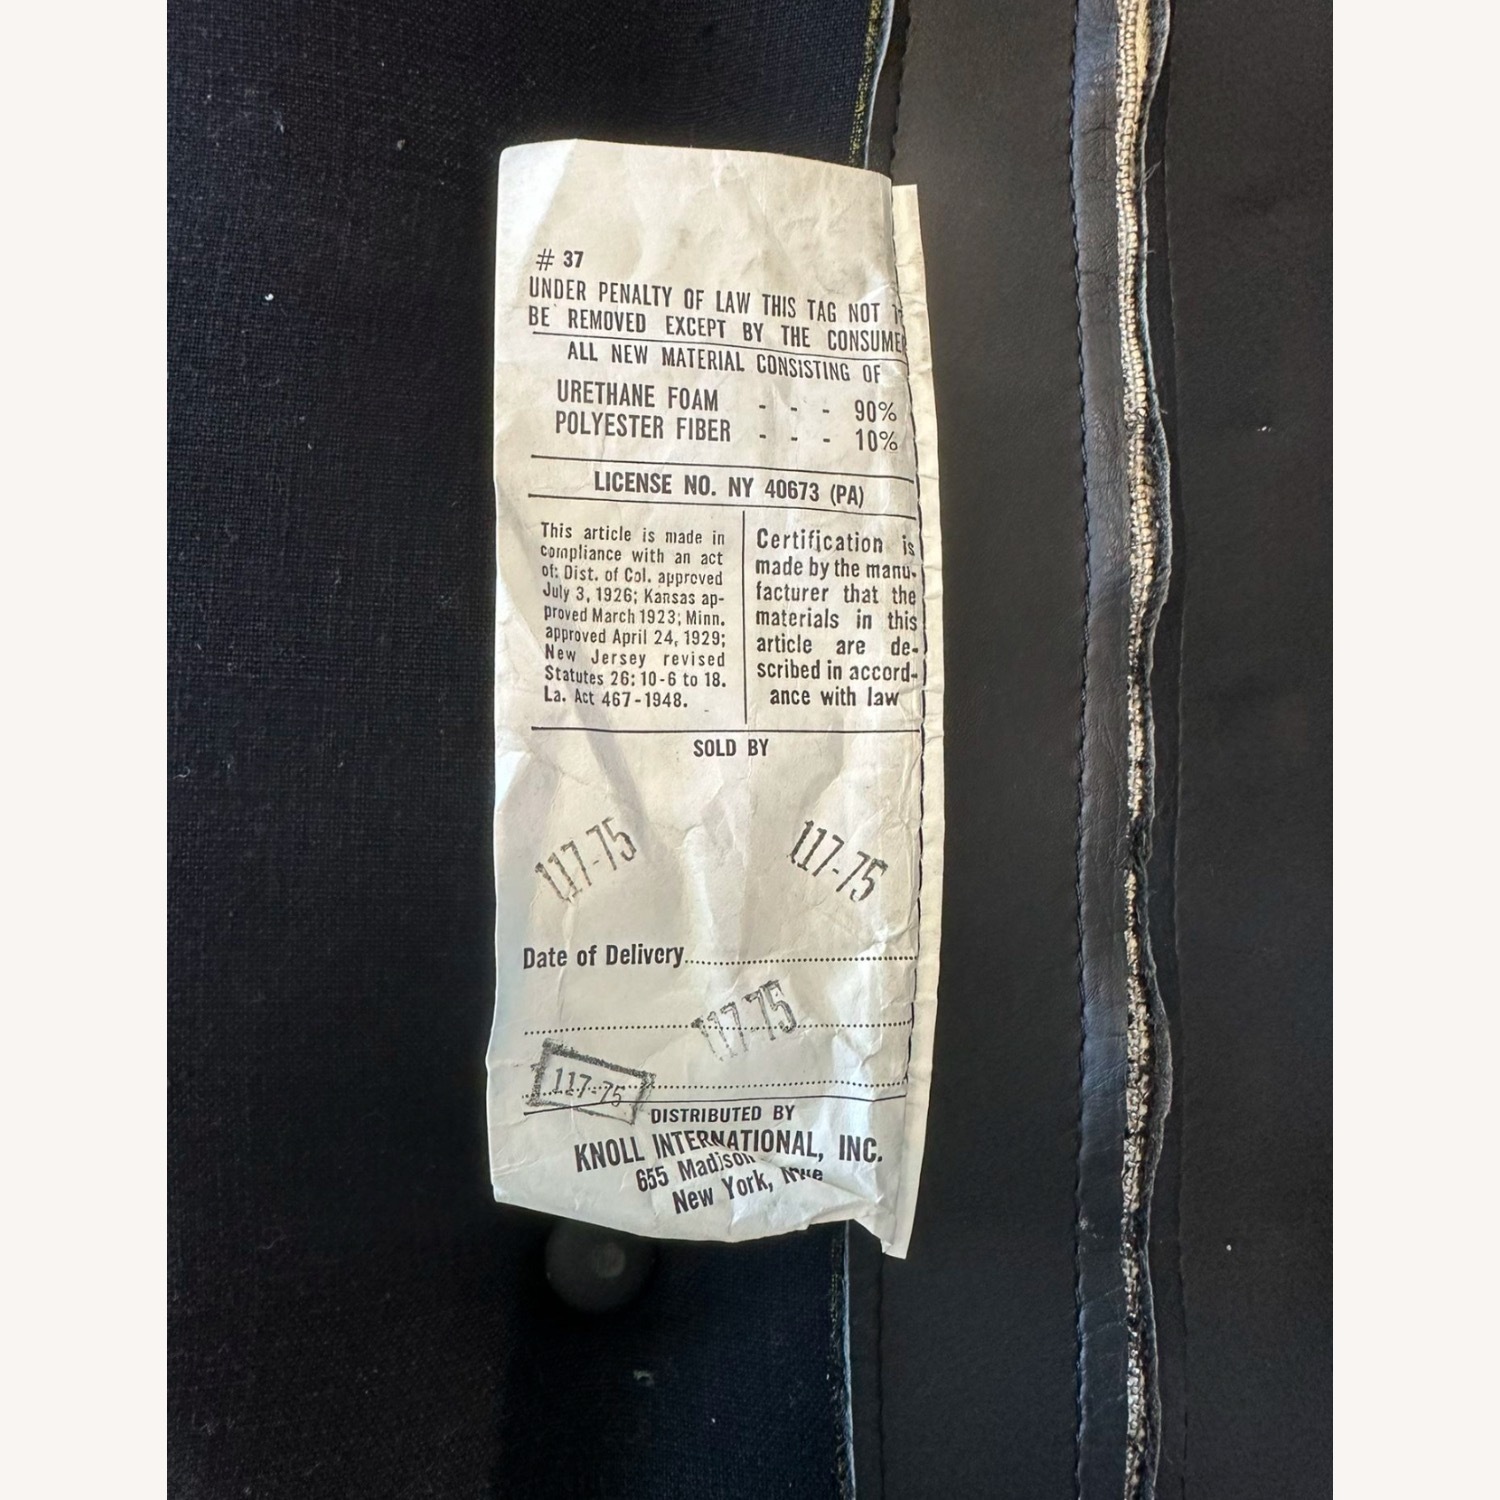 # 37
UNDER PENALTY OF LAW THIS TAG NOT
BE REMOVED EXCEPT BY THE CONSUMER
ALL NEW MATERIAL CONSISTING OF
URETHANE FOAM - - - 90%
POLYESTER FIBER - - - 10%
LICENSE NO. NY 40673 (PA)
This article is made in
compliance with an act
of: Dist. of Col. approved
July 3, 1926; Kansas ap-
proved March 1923; Minn.
approved April 24, 1929;
New Jersey revised
Statutes 26: 10-6 to 18.
La. Act 467-1948.
Certification is
made by the manu-
facturer that the
materials in this
article are de-
scribed in accord-
ance with law
SOLD BY
117-75
117-75
Date of Delivery
117-75
117-75
DISTRIBUTED BY
KNOLL INTERNATIONAL, INC.
655 Madison
New York,